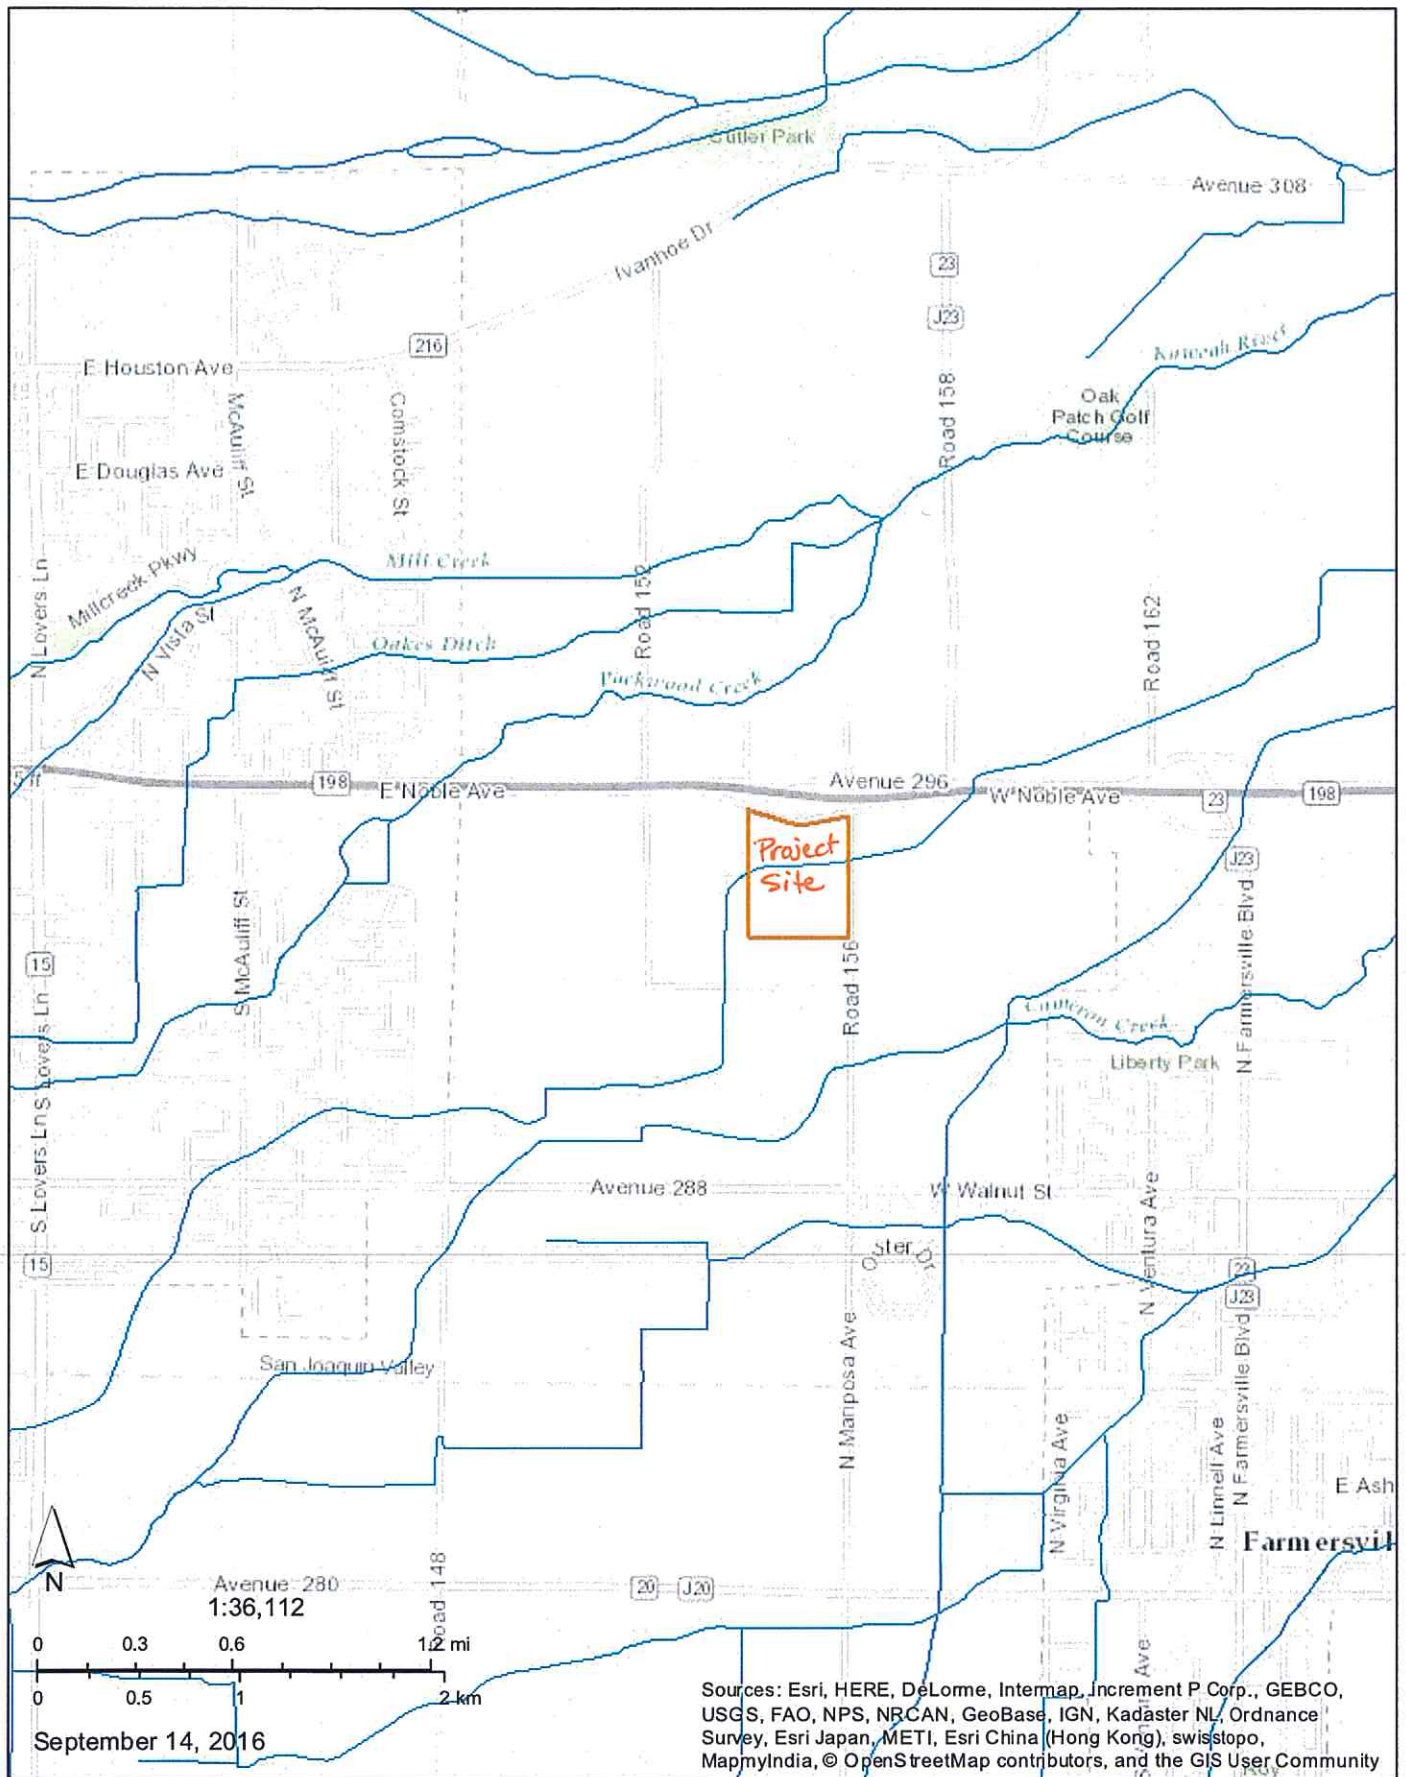 Cutler Park
Avenue 308
Ivanhoe Dr
23
J23
216
Kaweah River
E Houston Ave
Road 158
Oak
Patch Golf
Course
McAuliff St
Comstock St
E Douglas Ave
Mill Creek
Millcreek Pkwy
N Lovers Ln
Road 152
N Vista St
N McAuliff St
Oakes Ditch
Road 162
Packwood Creek
198
E Noble Ave
Avenue 296
W Noble Ave
23
198
Project
Site
J23
S McAuliff St
N Farmersville Blvd
15
Road 156
Cameron Creek
Liberty Park
S Lovers Ln
S Lovers Ln
Avenue 288
W Walnut St
N Ventura Ave
15
Oster Dr
23
J23
San Joaquin Valley
N Mariposa Ave
N Virginia Ave
N Linnell Ave
N Farmersville Blvd
E Ash
Farmersvil
N
Avenue 280
1:36,112
20
J20
oad 148
0 0.3 0.6 1.2 mi
0 0.5 1 2 km
September 14, 2016
Sources: Esri, HERE, DeLorme, Intermap, increment P Corp., GEBCO,
USGS, FAO, NPS, NRCAN, GeoBase, IGN, Kadaster NL, Ordnance
Survey, Esri Japan, METI, Esri China (Hong Kong), swisstopo,
MapmyIndia, © OpenStreetMap contributors, and the GIS User Community